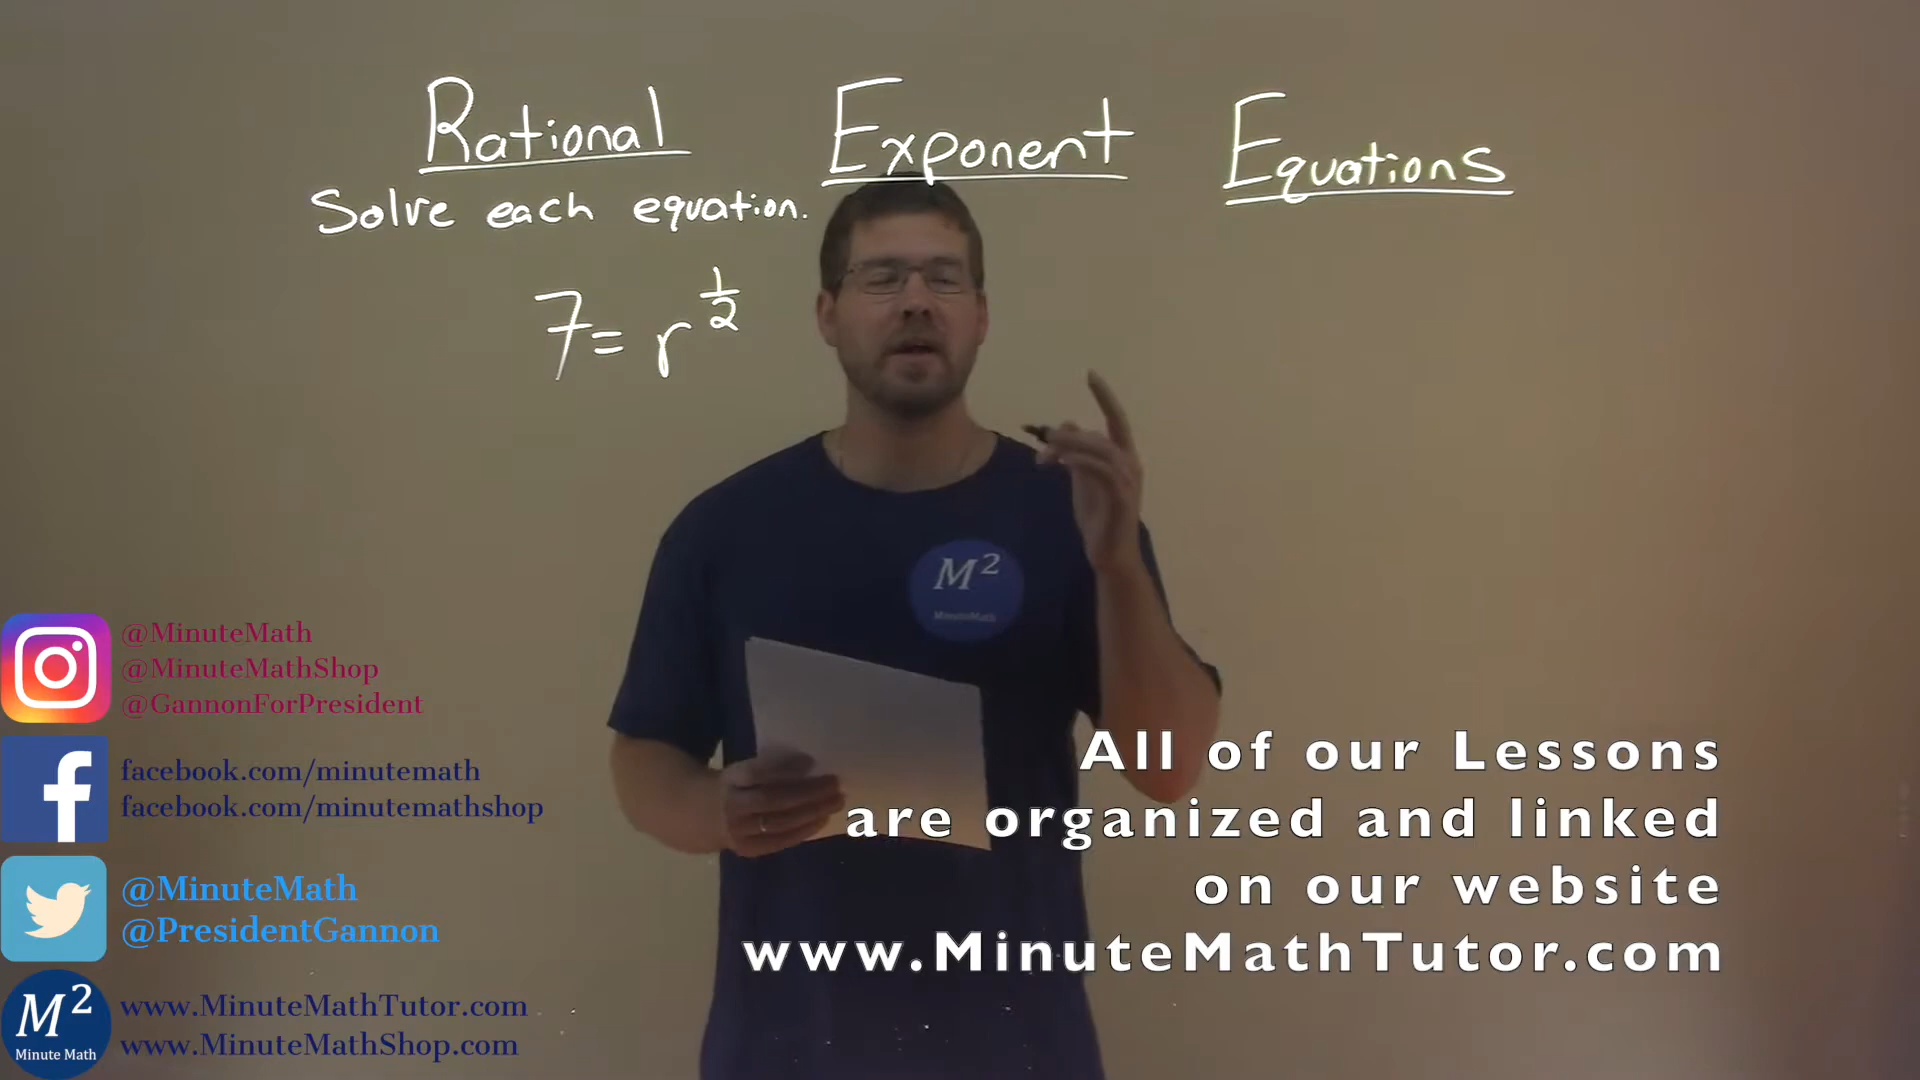 Rational Exponent Equations
Solve each equation.
7 = r^1/2
M²
MinuteMath
@MinuteMath
@MinuteMathShop
@GannonForPresident
facebook.com/minutemath
facebook.com/minutemathshop
@MinuteMath
@PresidentGannon
M²
Minute Math
www.MinuteMathTutor.com
www.MinuteMathShop.com
All of our Lessons
are organized and linked
on our website
www.MinuteMathTutor.com